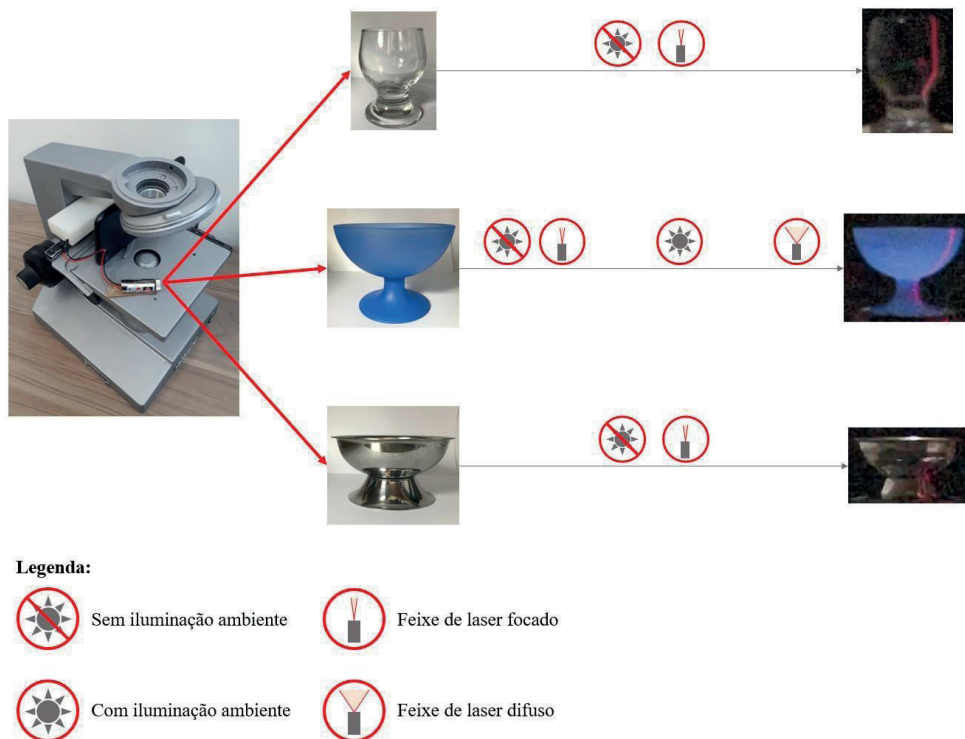 Legenda:
Sem iluminação ambiente
Feixe de laser focado
Com iluminação ambiente
Feixe de laser difuso